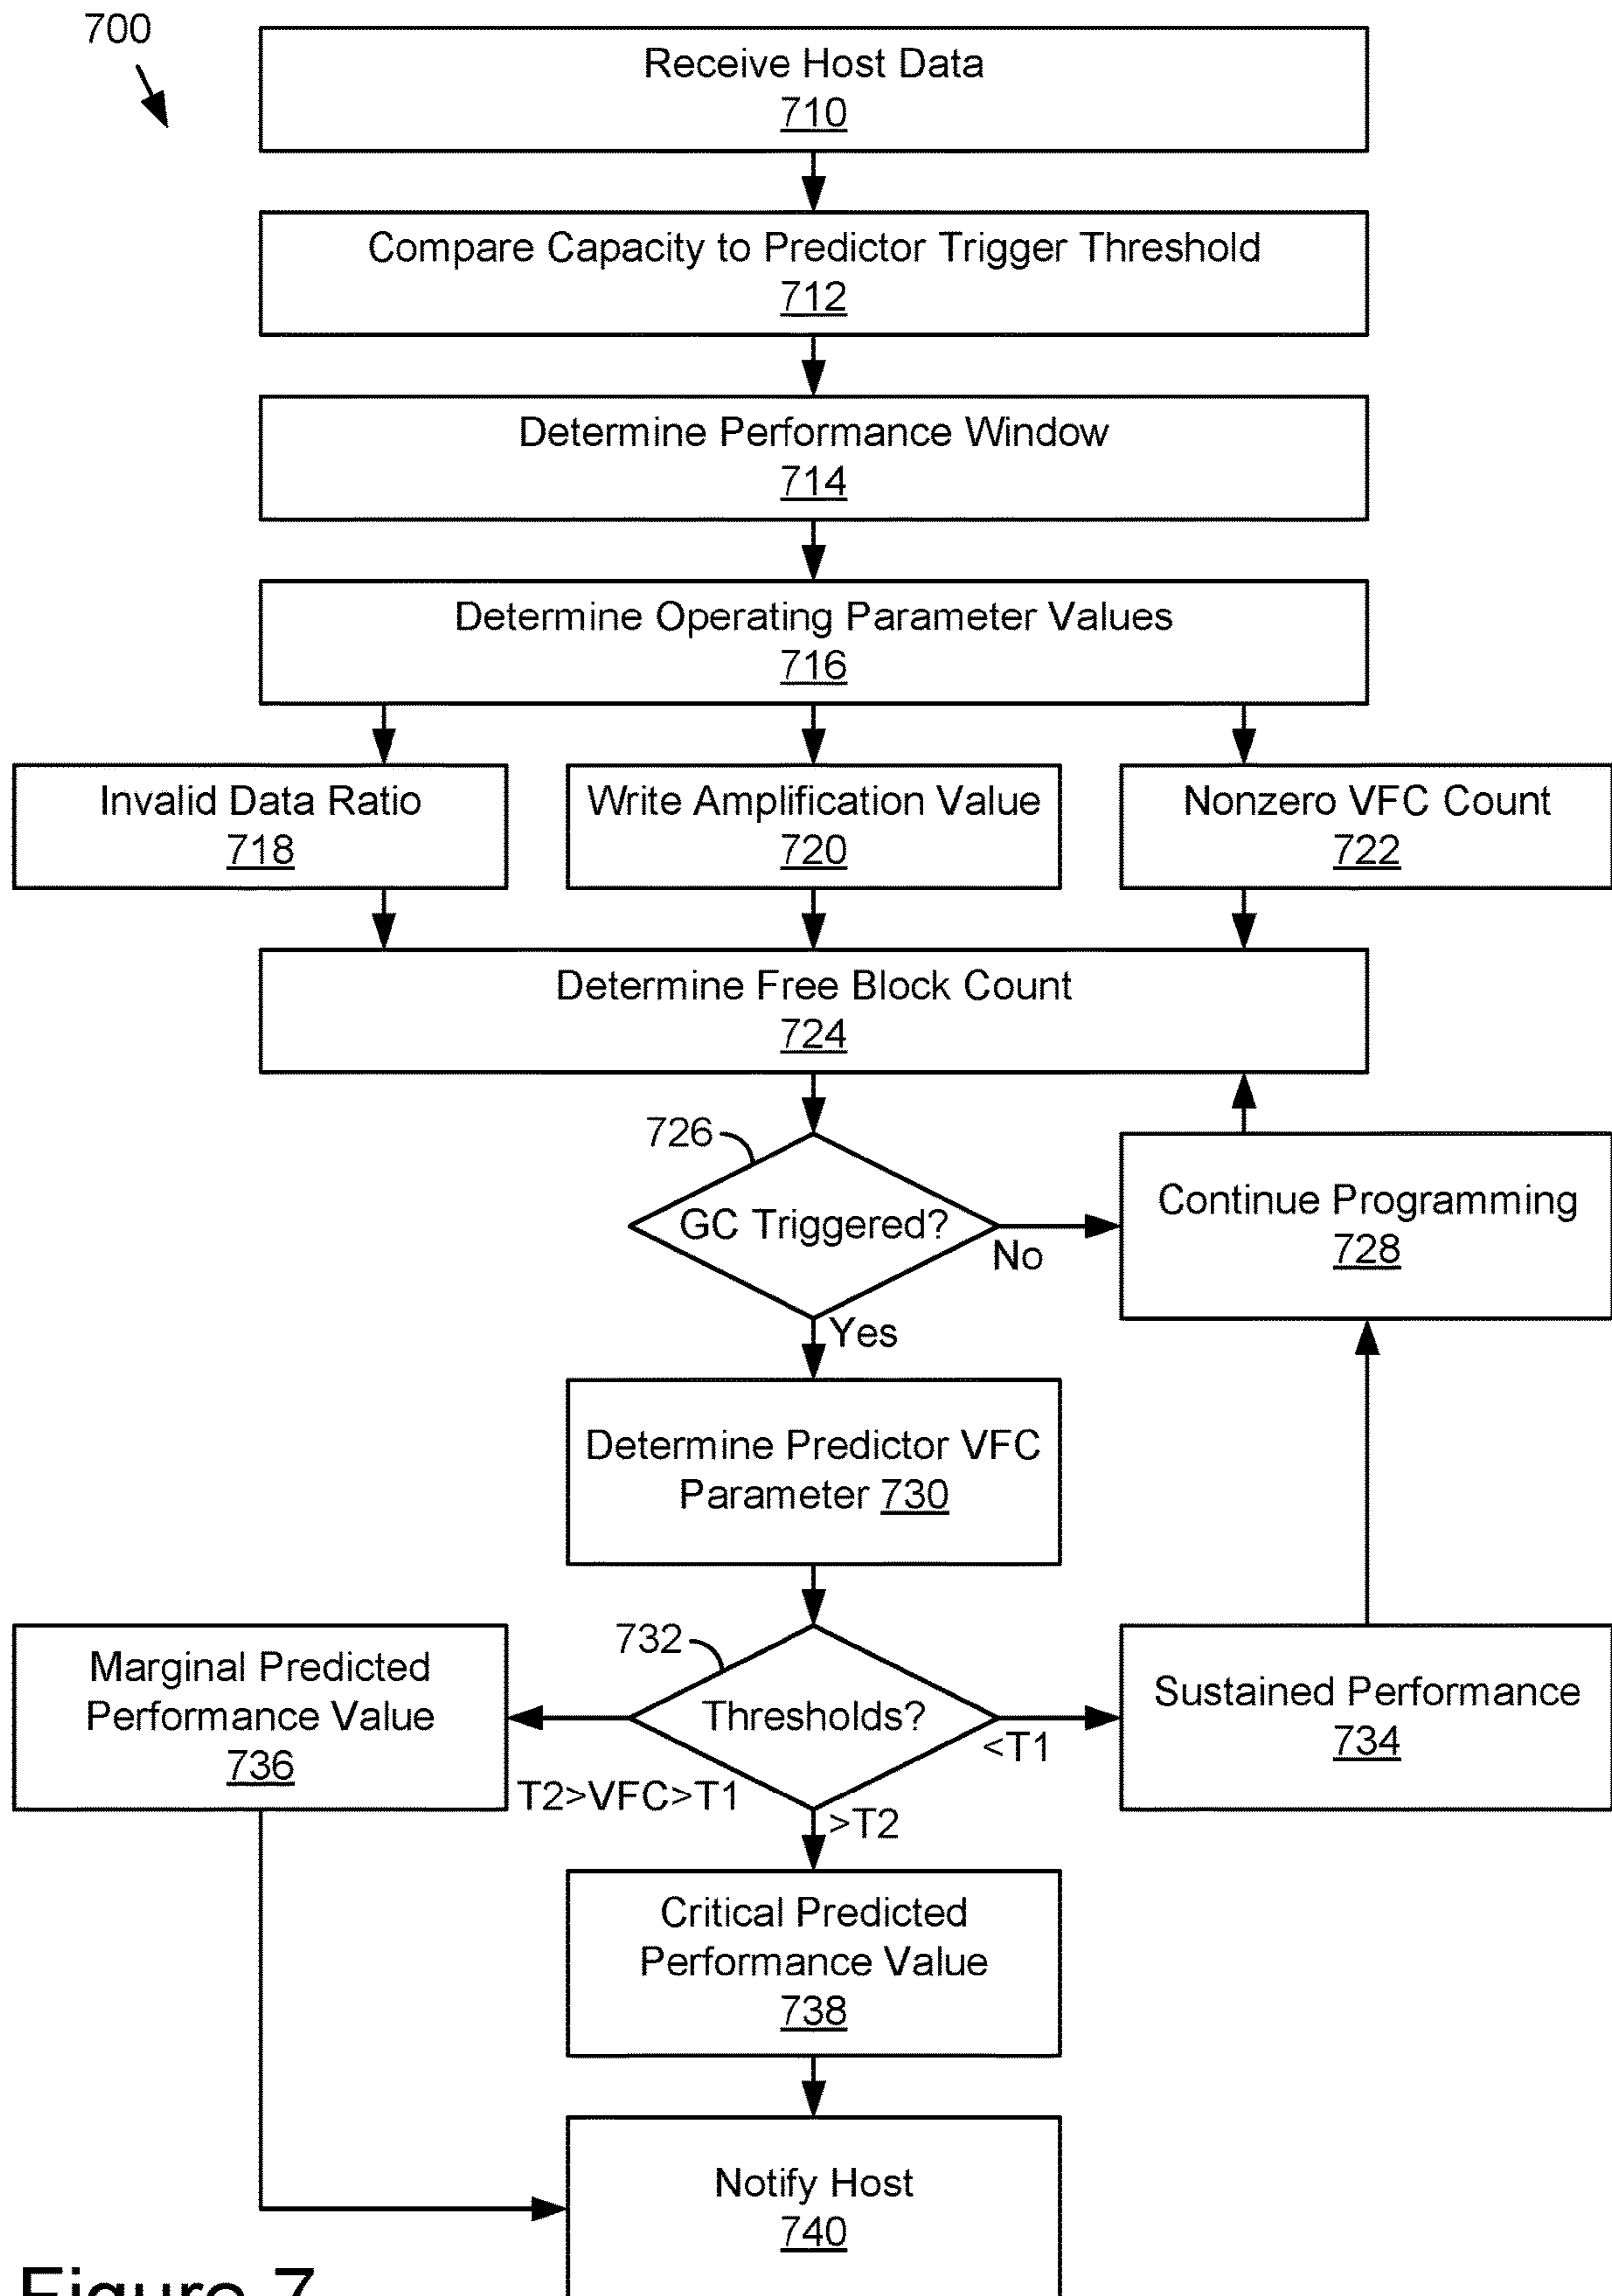 700
Receive Host Data
710
Compare Capacity to Predictor Trigger Threshold
712
Determine Performance Window
714
Determine Operating Parameter Values
716
Invalid Data Ratio
718
Write Amplification Value
720
Nonzero VFC Count
722
Determine Free Block Count
724
726
GC Triggered?
No
Yes
Continue Programming
728
Determine Predictor VFC
Parameter 730
732
Thresholds?
<T1
T2>VFC>T1
>T2
Marginal Predicted
Performance Value
736
Sustained Performance
734
Critical Predicted
Performance Value
738
Notify Host
740
Figure 7